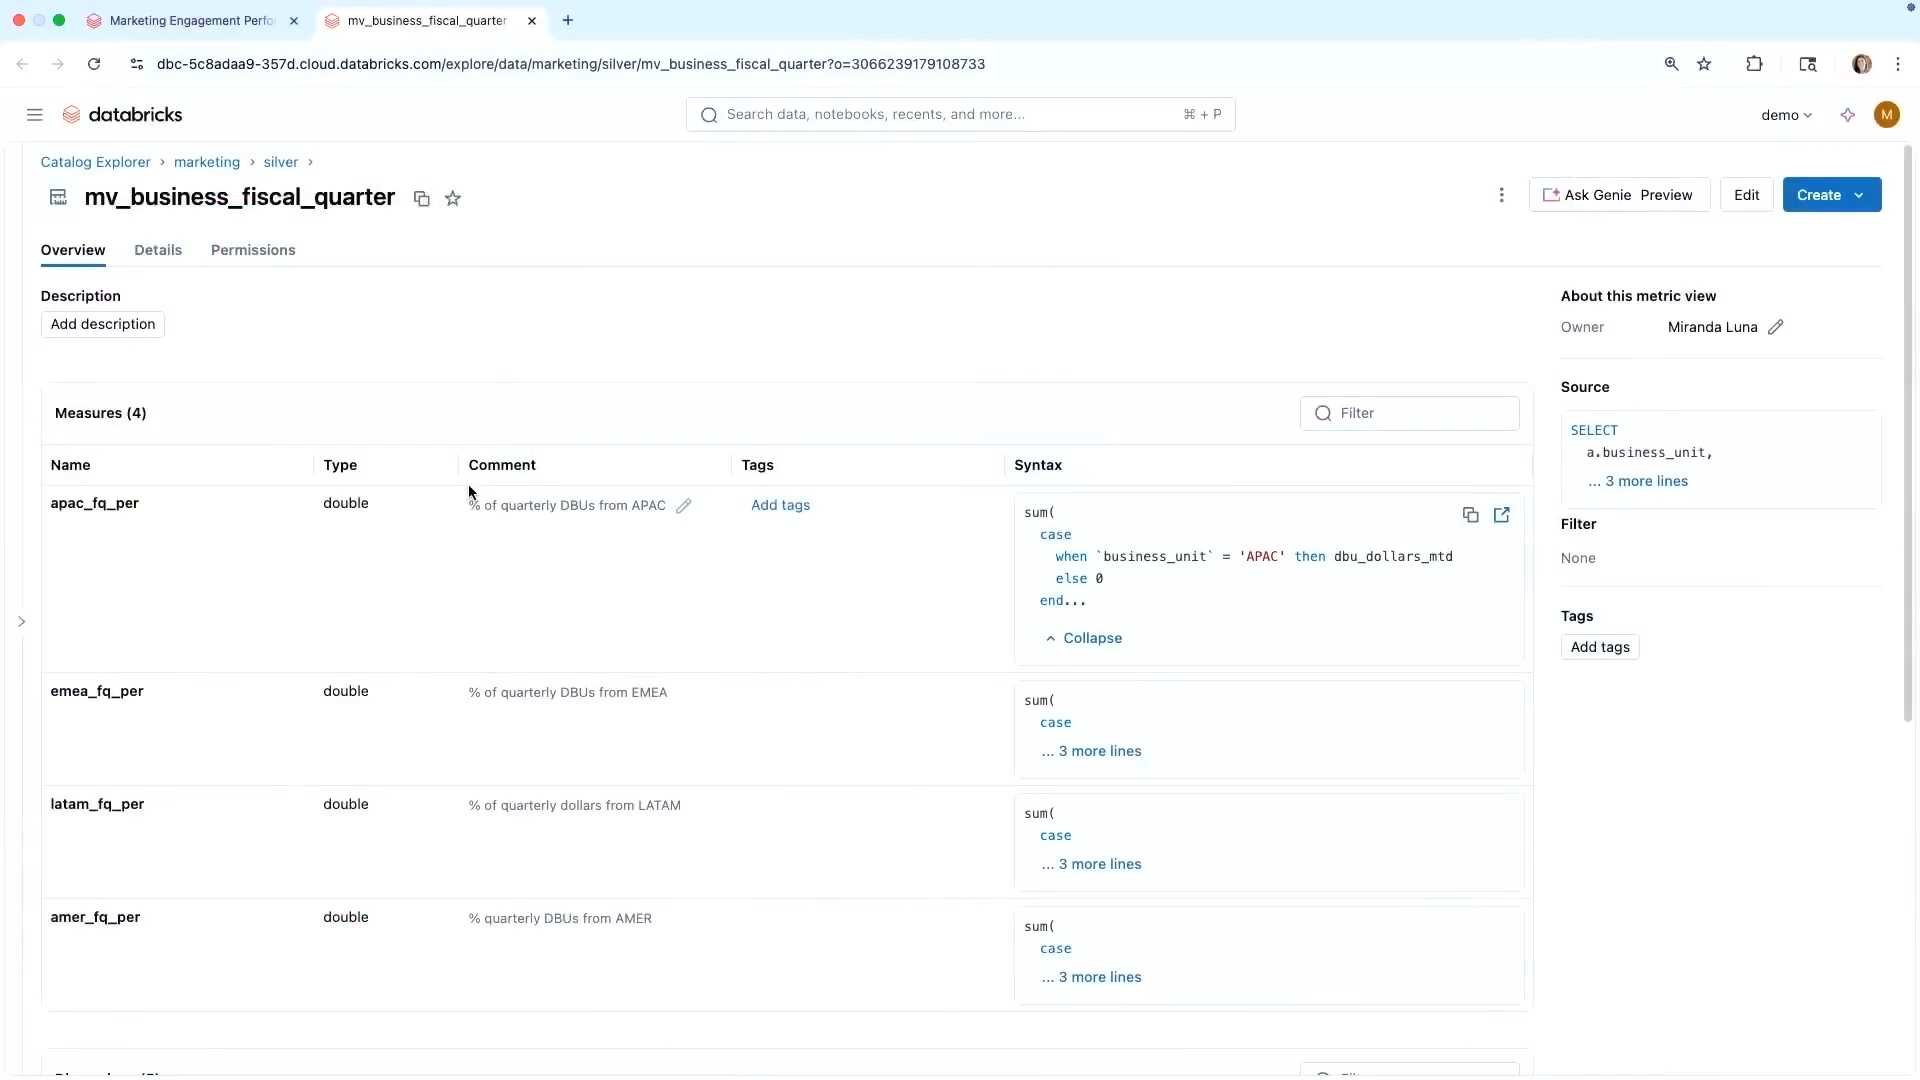 Marketing Engagement Perfo
mv_business_fiscal_quarter
dbc-5c8adaa9-357d.cloud.databricks.com/explore/data/marketing/silver/mv_business_fiscal_quarter?o=3066239179108733
databricks
Search data, notebooks, recents, and more...
⌘ + P
demo
M
Catalog Explorer > marketing > silver >
mv_business_fiscal_quarter
Ask Genie Preview
Edit
Create
Overview
Details
Permissions
Description
Add description
Measures (4)
Filter
Name
Type
Comment
Tags
Syntax
apac_fq_per
double
% of quarterly DBUs from APAC
Add tags
sum(
case
when `business_unit` = 'APAC' then dbu_dollars_mtd
else 0
end...
Collapse
emea_fq_per
double
% of quarterly DBUs from EMEA
sum(
case
... 3 more lines
latam_fq_per
double
% of quarterly dollars from LATAM
sum(
case
... 3 more lines
amer_fq_per
double
% quarterly DBUs from AMER
sum(
case
... 3 more lines
About this metric view
Owner
Miranda Luna
Source
SELECT
a.business_unit,
... 3 more lines
Filter
None
Tags
Add tags